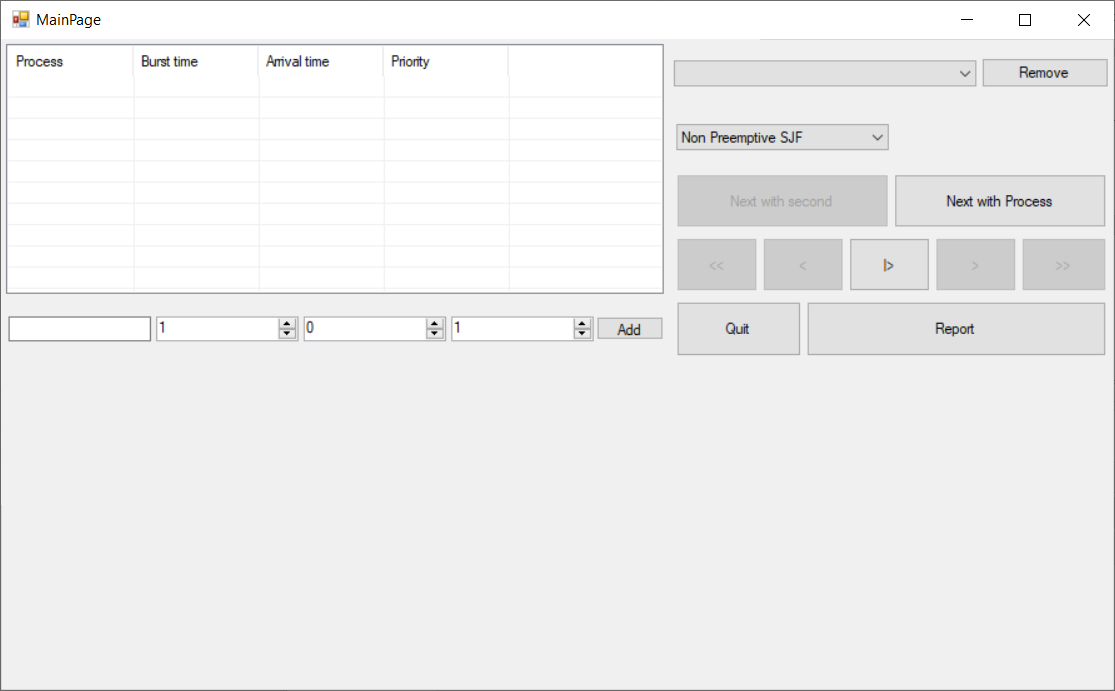 MainPage
Process Burst time Arrival time Priority
Remove
Non Preemptive SJF
Next with second Next with Process
<< < |> > >>
1 0 1 Add
Quit Report